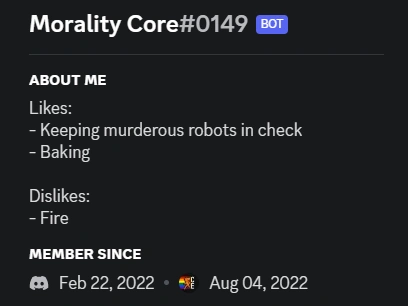 Morality Core#0149 BOT
ABOUT ME
Likes:
- Keeping murderous robots in check
- Baking
Dislikes:
- Fire
MEMBER SINCE
Feb 22, 2022 • Aug 04, 2022